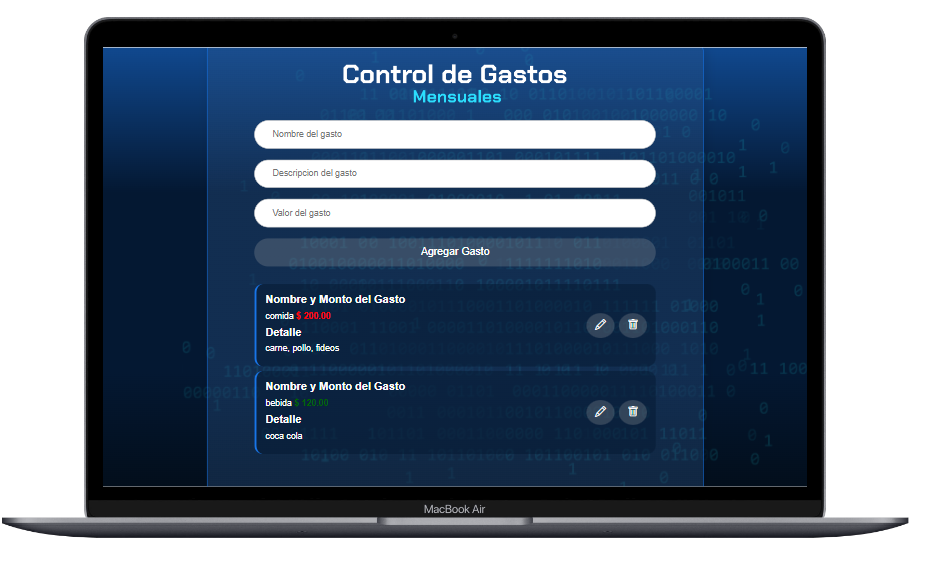 Control de Gastos
Mensuales
Nombre del gasto
Descripcion del gasto
Valor del gasto
Agregar Gasto
Nombre y Monto del Gasto
comida $ 200.00
Detalle
carne, pollo, fideos
Nombre y Monto del Gasto
bebida $ 120.00
Detalle
coca cola
MacBook Air